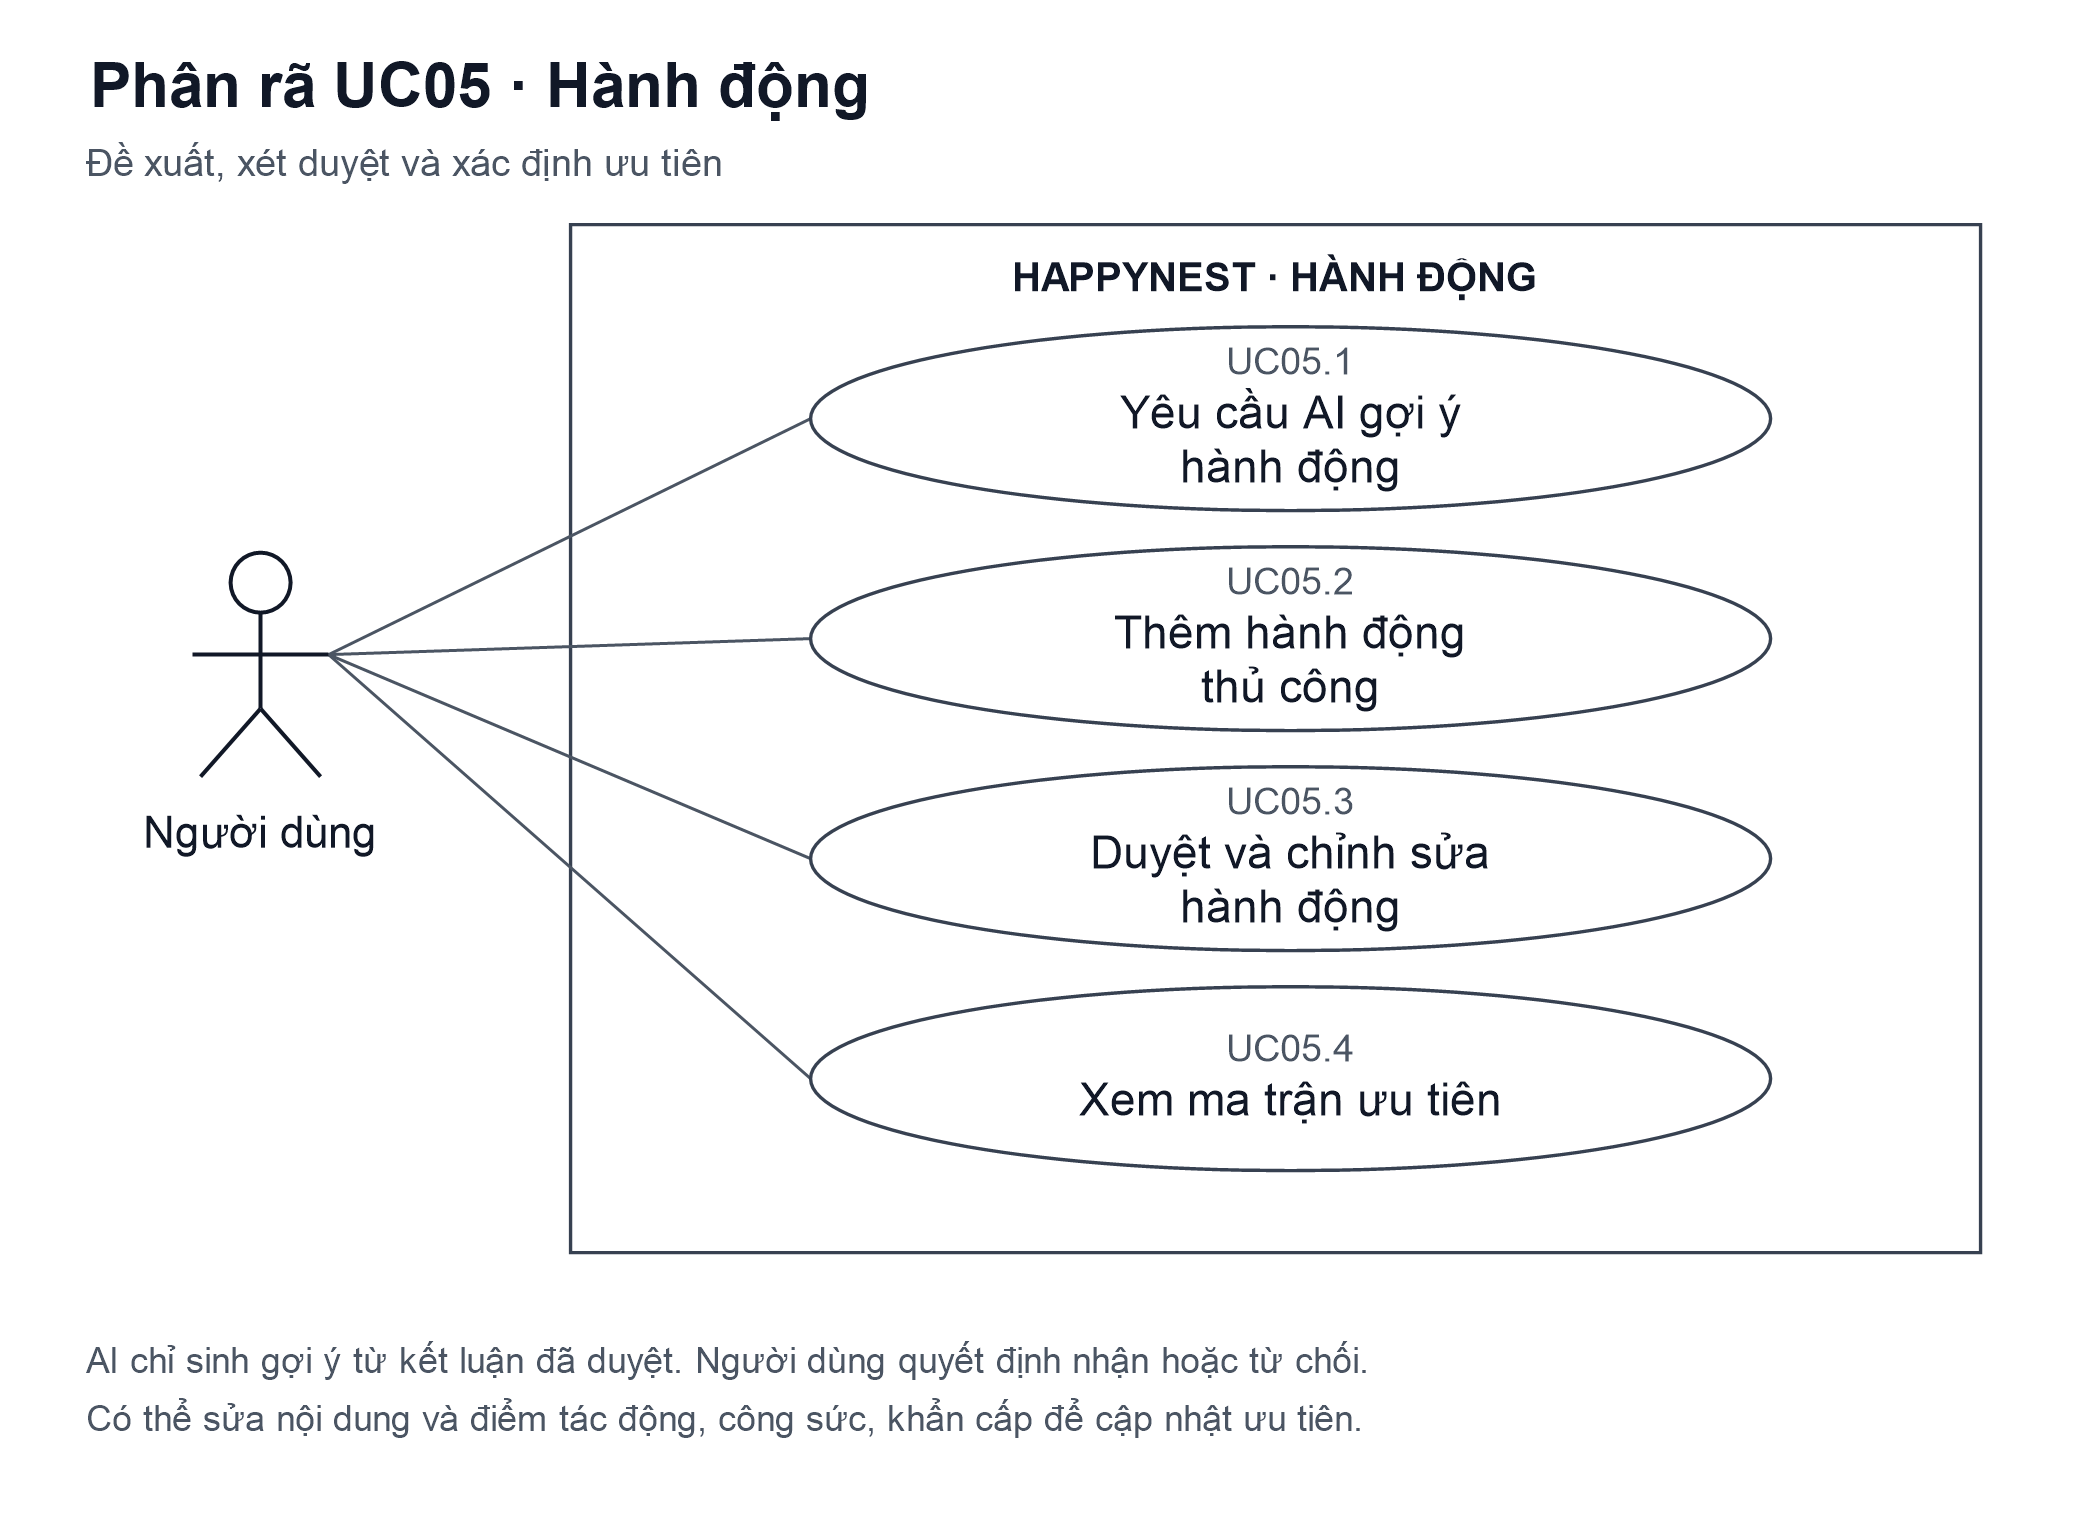 Phân rã UC05 · Hành động
Đề xuất, xét duyệt và xác định ưu tiên
HAPPYNEST · HÀNH ĐỘNG
UC05.1
Yêu cầu AI gợi ý
hành động
UC05.2
Thêm hành động
thủ công
Người dùng
UC05.3
Duyệt và chỉnh sửa
hành động
UC05.4
Xem ma trận ưu tiên
AI chỉ sinh gợi ý từ kết luận đã duyệt. Người dùng quyết định nhận hoặc từ chối.
Có thể sửa nội dung và điểm tác động, công sức, khẩn cấp để cập nhật ưu tiên.